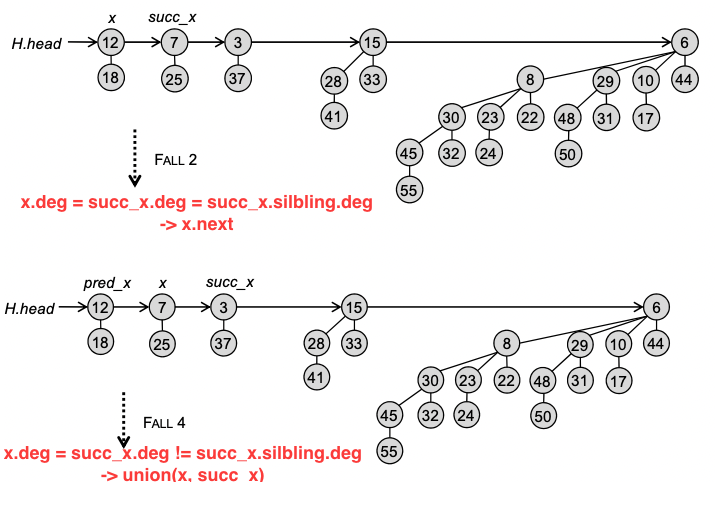 x succ_x
H.head 12 7 3 15 6
18 25 37 28 33 8 29 10 44
41 30 23 22 48 31 17
45 32 24 50
55
FALL 2
x.deg = succ_x.deg = succ_x.silbling.deg
-> x.next
pred_x x succ_x
H.head 12 7 3 15 6
18 25 37 28 33 8 29 10 44
41 30 23 22 48 31 17
45 32 24 50
55
FALL 4
x.deg = succ_x.deg != succ_x.silbling.deg
-> union(x, succ_x)